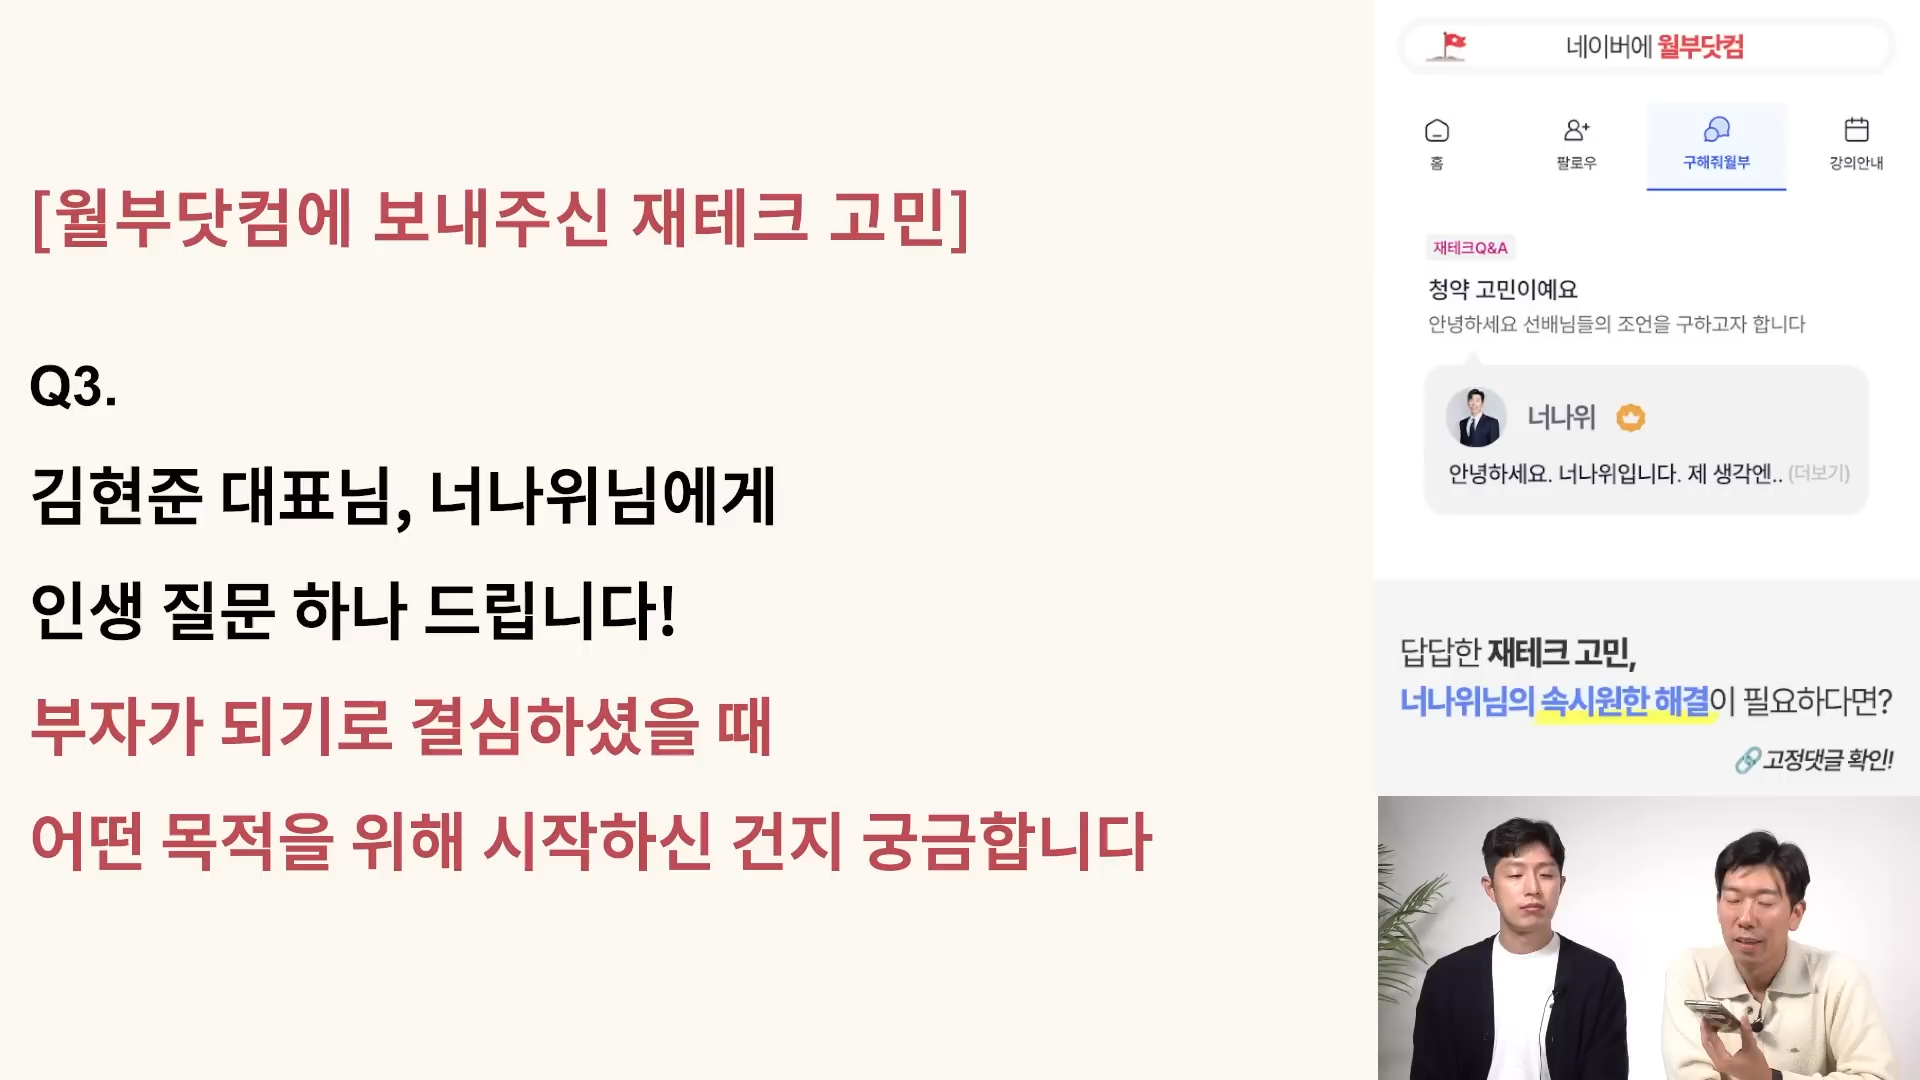 [월부닷컴에 보내주신 재테크 고민]
Q3.
김현준 대표님, 너나위님에게
인생 질문 하나 드립니다!
부자가 되기로 결심하셨을 때
어떤 목적을 위해 시작하신 건지 궁금합니다
네이버에 월부닷컴
홈
팔로우
구해줘월부
강의안내
재테크Q&A
청약 고민이예요
안녕하세요 선배님들의 조언을 구하고자 합니다
너나위
안녕하세요. 너나위입니다. 제 생각엔.. (더보기)
답답한 재테크 고민,
너나위님의 속시원한 해결이 필요하다면?
고정댓글 확인!